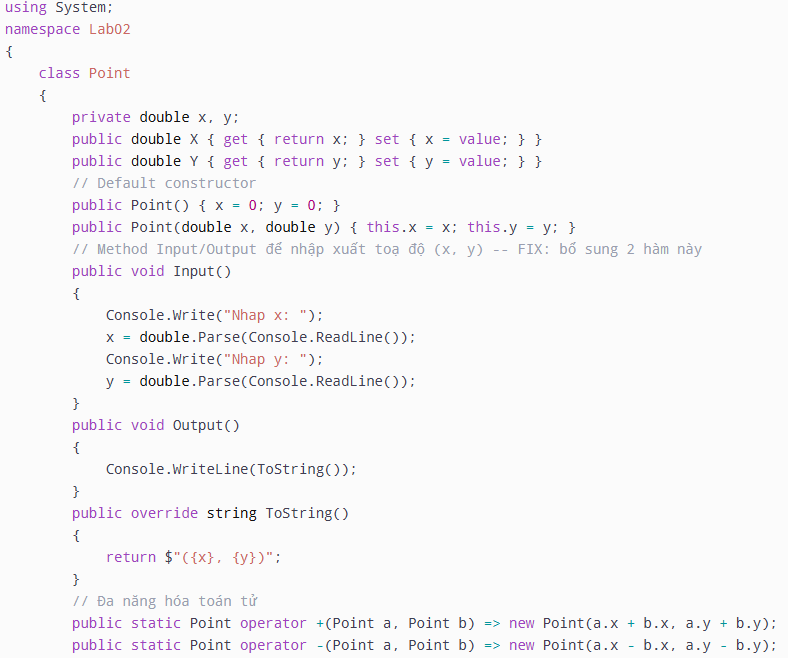 using System;
namespace Lab02
{
    class Point
    {
        private double x, y;
        public double X { get { return x; } set { x = value; } }
        public double Y { get { return y; } set { y = value; } }
        // Default constructor
        public Point() { x = 0; y = 0; }
        public Point(double x, double y) { this.x = x; this.y = y; }
        // Method Input/Output để nhập xuất toạ độ (x, y) -- FIX: bổ sung 2 hàm này
        public void Input()
        {
            Console.Write("Nhap x: ");
            x = double.Parse(Console.ReadLine());
            Console.Write("Nhap y: ");
            y = double.Parse(Console.ReadLine());
        }
        public void Output()
        {
            Console.WriteLine(ToString());
        }
        public override string ToString()
        {
            return $"({x}, {y})";
        }
        // Đa năng hóa toán tử
        public static Point operator +(Point a, Point b) => new Point(a.x + b.x, a.y + b.y);
        public static Point operator -(Point a, Point b) => new Point(a.x - b.x, a.y - b.y);